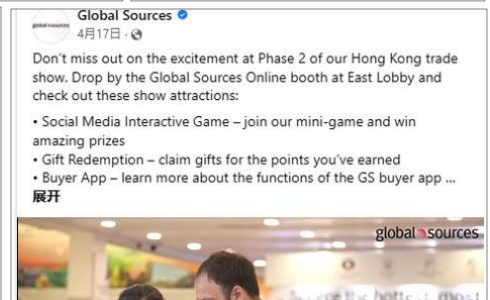 Global Sources
4月17日 ·
Don't miss out on the excitement at Phase 2 of our Hong Kong trade
show. Drop by the Global Sources Online booth at East Lobby and
check out these show attractions:
• Social Media Interactive Game – join our mini-game and win
amazing prizes
• Gift Redemption – claim gifts for the points you've earned
• Buyer App – learn more about the functions of the GS buyer app ...
展开
global sources
the hottest most